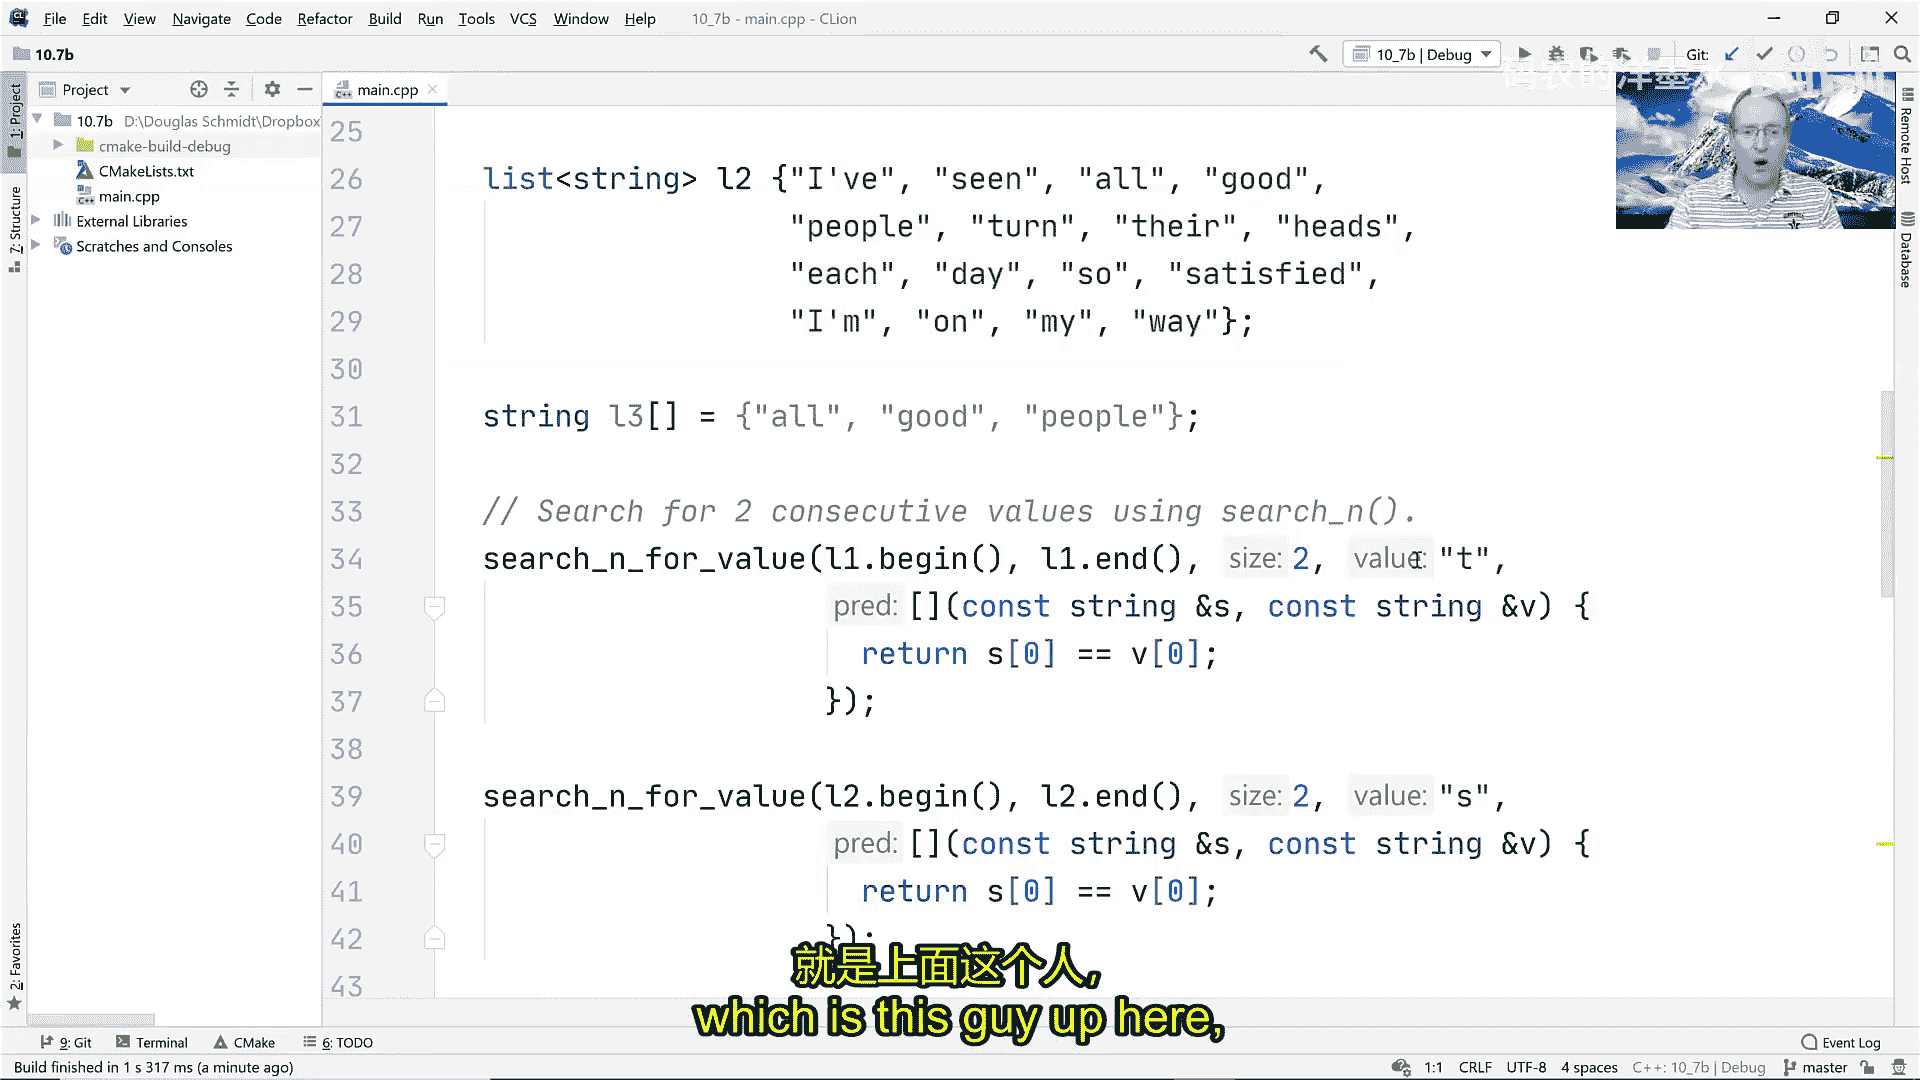 File Edit View Navigate Code Refactor Build Run Tools VCS Window Help 10_7b - main.cpp - CLion
10.7b
10_7b | Debug
Git:
码农的洋墨水
1: Project
Project
main.cpp
10.7b D:\Douglas Schmidt\Dropbox
cmake-build-debug
CMakeLists.txt
main.cpp
External Libraries
Scratches and Consoles
7: Structure
2: Favorites
Remote Host
Database
25
26 list<string> l2 {"I've", "seen", "all", "good",
27 "people", "turn", "their", "heads",
28 "each", "day", "so", "satisfied",
29 "I'm", "on", "my", "way"};
30
31 string l3[] = {"all", "good", "people"};
32
33 // Search for 2 consecutive values using search_n().
34 search_n_for_value(l1.begin(), l1.end(), size: 2, value: "t",
35 pred: [](const string &s, const string &v) {
36 return s[0] == v[0];
37 });
38
39 search_n_for_value(l2.begin(), l2.end(), size: 2, value: "s",
40 pred: [](const string &s, const string &v) {
41 return s[0] == v[0];
42 });
43
就是上面这个人,
which is this guy up here,
9: Git Terminal CMake 6: TODO Event Log
Build finished in 1 s 317 ms (a minute ago) 1:1 CRLF UTF-8 4 spaces C++: 10_7b | Debug master